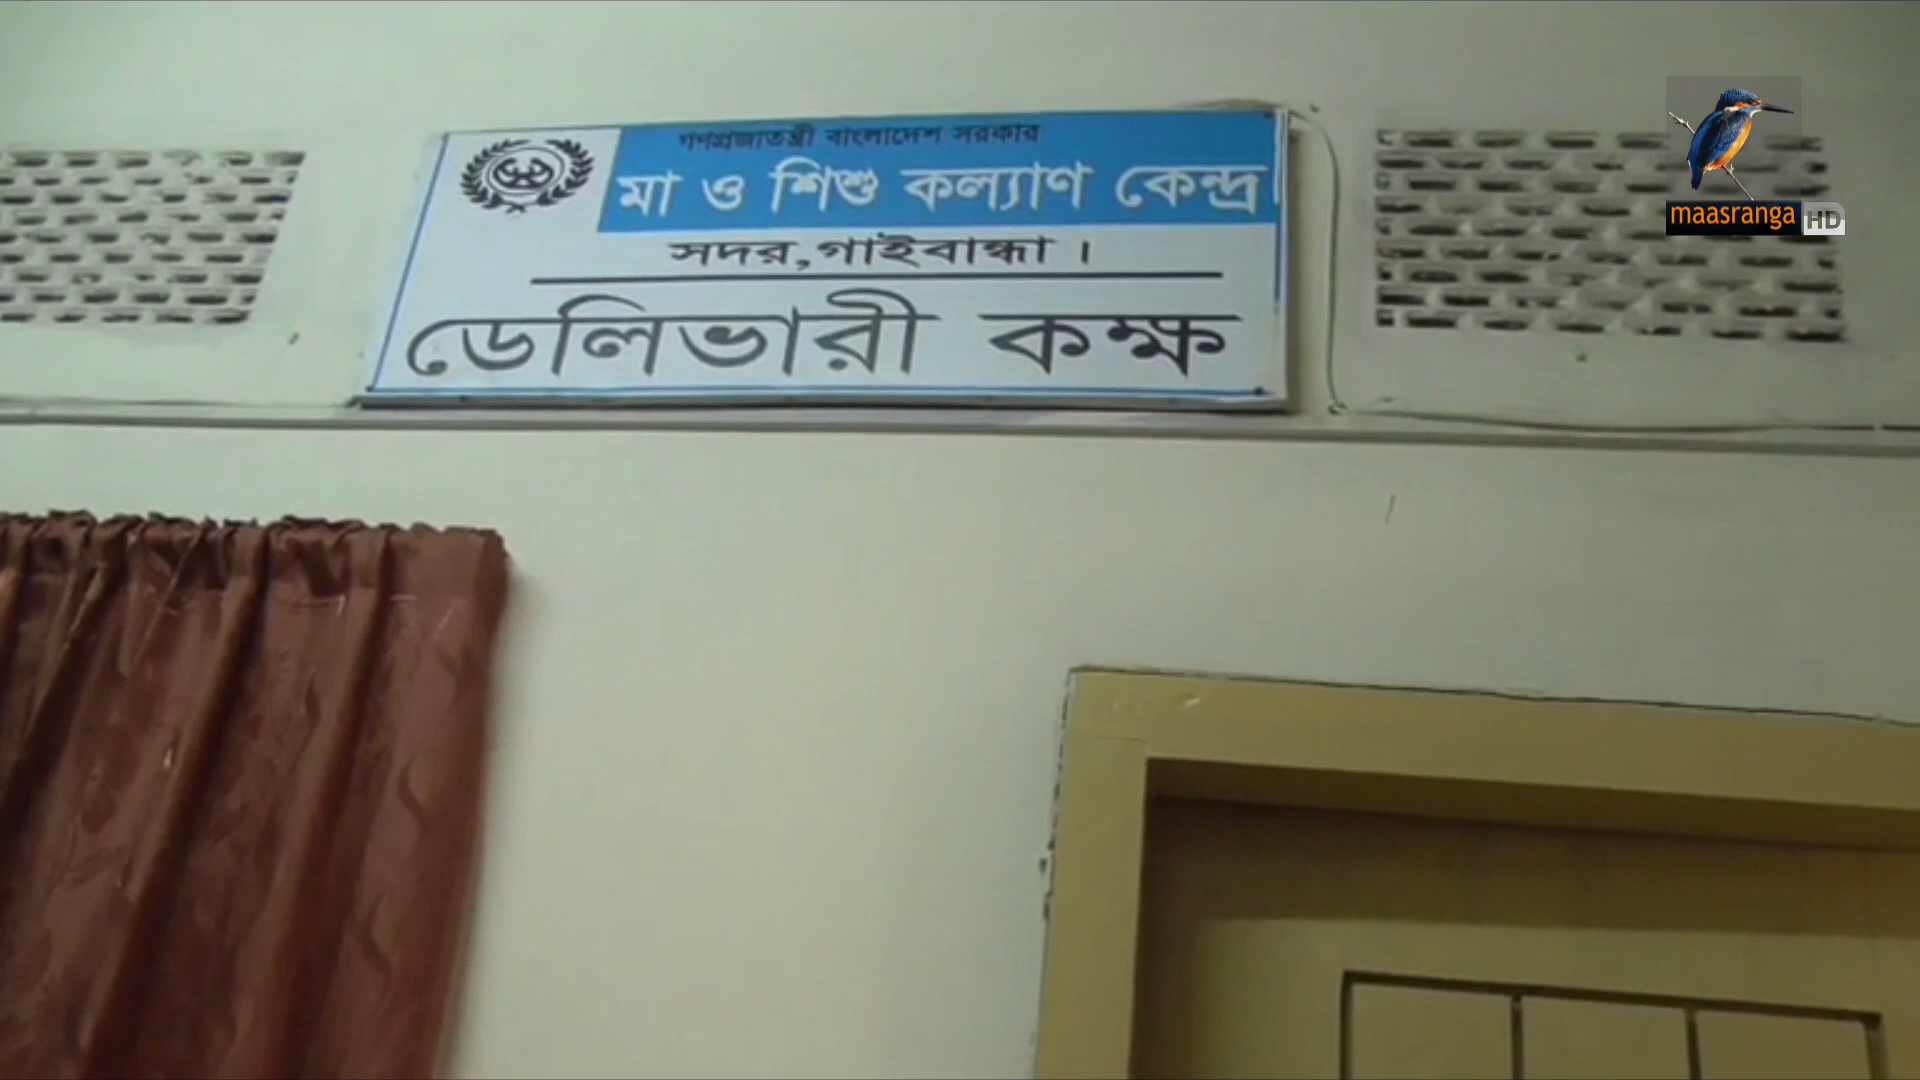 গণপ্রজাতন্ত্রী বাংলাদেশ সরকার
মা ও শিশু কল্যাণ কেন্দ্র
সদর, গাইবান্ধা ।
ডেলিভারী কক্ষ
maasranga HD